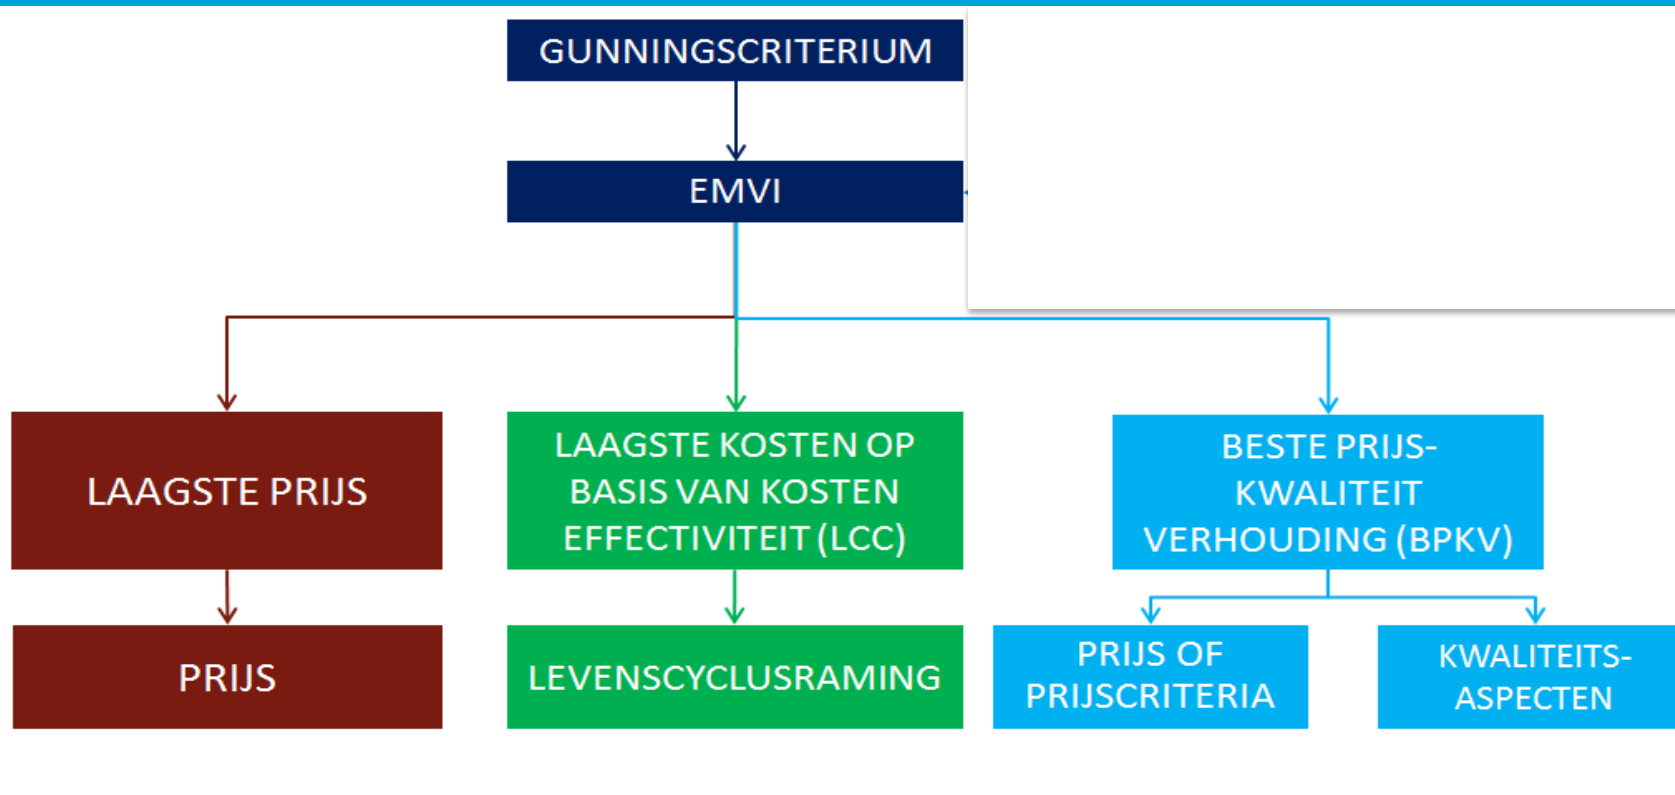 GUNNINGSCRITERIUM
EMVI
LAAGSTE PRIJS
LAAGSTE KOSTEN OP
BASIS VAN KOSTEN
EFFECTIVITEIT (LCC)
BESTE PRIJS-
KWALITEIT
VERHOUDING (BPKV)
PRIJS
LEVENSCYCLUSRAMING
PRIJS OF
PRIJSCRITERIA
KWALITEITS-
ASPECTEN